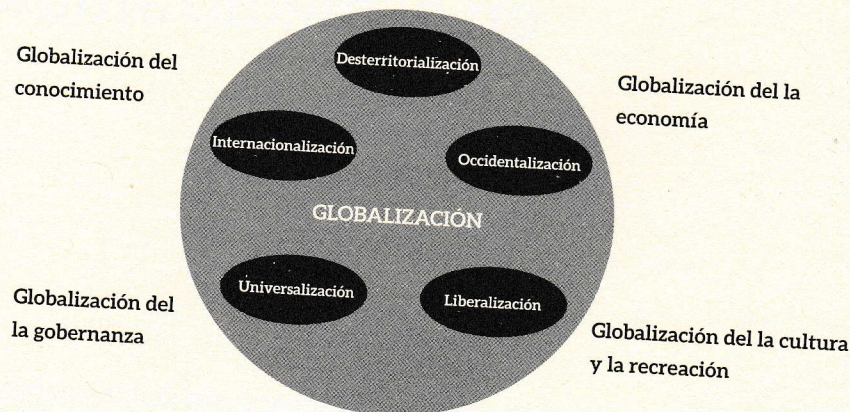 Globalización del
conocimiento
Desterritorialización
Globalización del la
economía
Internacionalización
Occidentalización
GLOBALIZACIÓN
Universalización
Liberalización
Globalización del
la gobernanza
Globalización del la cultura
y la recreación